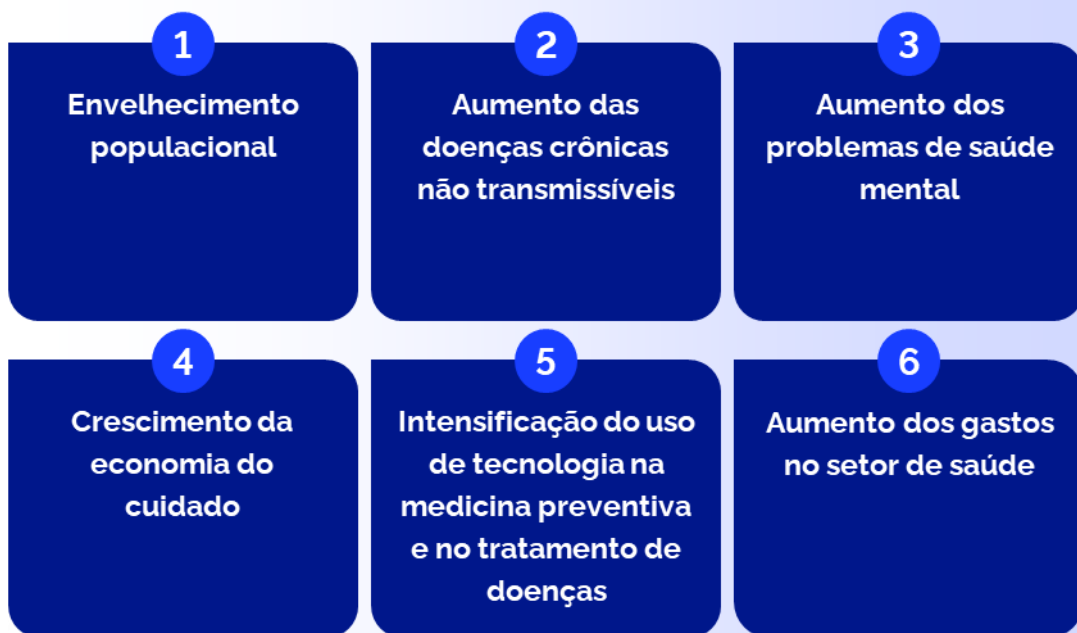 1
Envelhecimento
populacional
2
Aumento das
doenças crônicas
não transmissíveis
3
Aumento dos
problemas de saúde
mental
4
Crescimento da
economia do
cuidado
5
Intensificação do uso
de tecnologia na
medicina preventiva
e no tratamento de
doenças
6
Aumento dos gastos
no setor de saúde